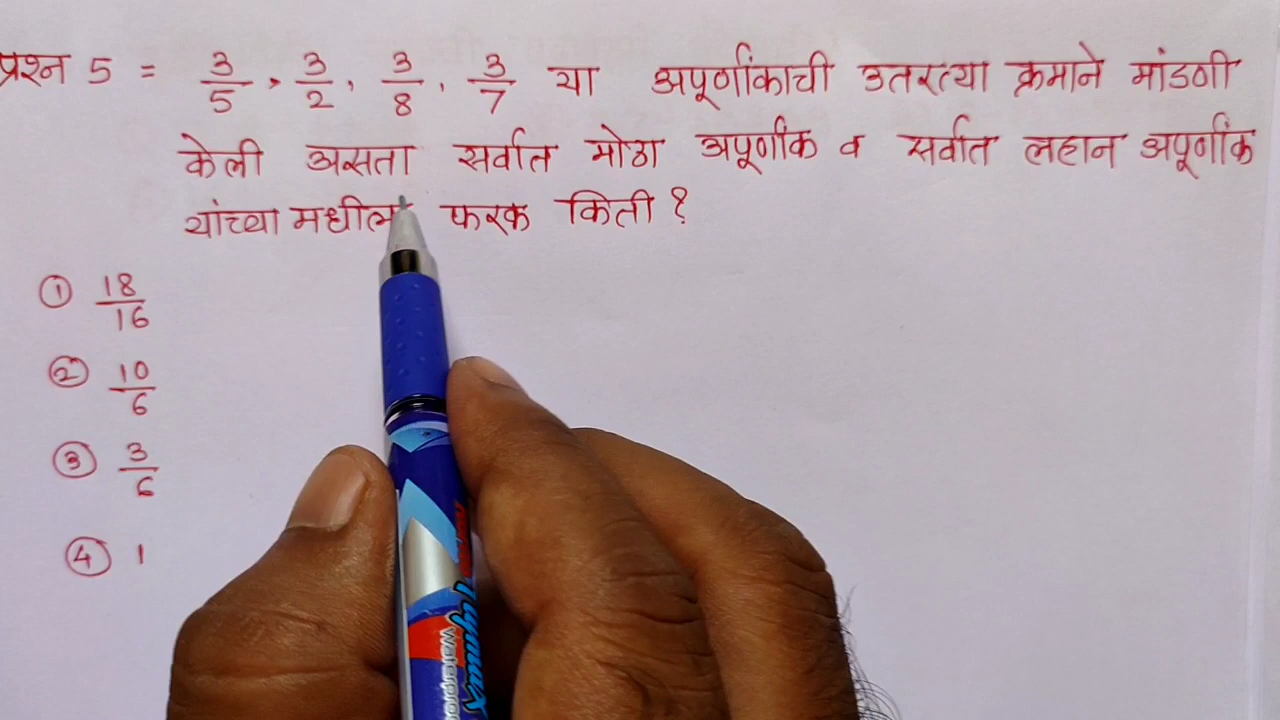 प्रश्न 5 = 3/5, 3/2, 3/8, 3/7 या अपूर्णांकाची उतरत्या क्रमाने मांडणी
केली असता सर्वात मोठा अपूर्णांक व सर्वात लहान अपूर्णांक
यांच्या मधील फरक किती ?
① 18/16
② 10/6
③ 3/6
④ 1